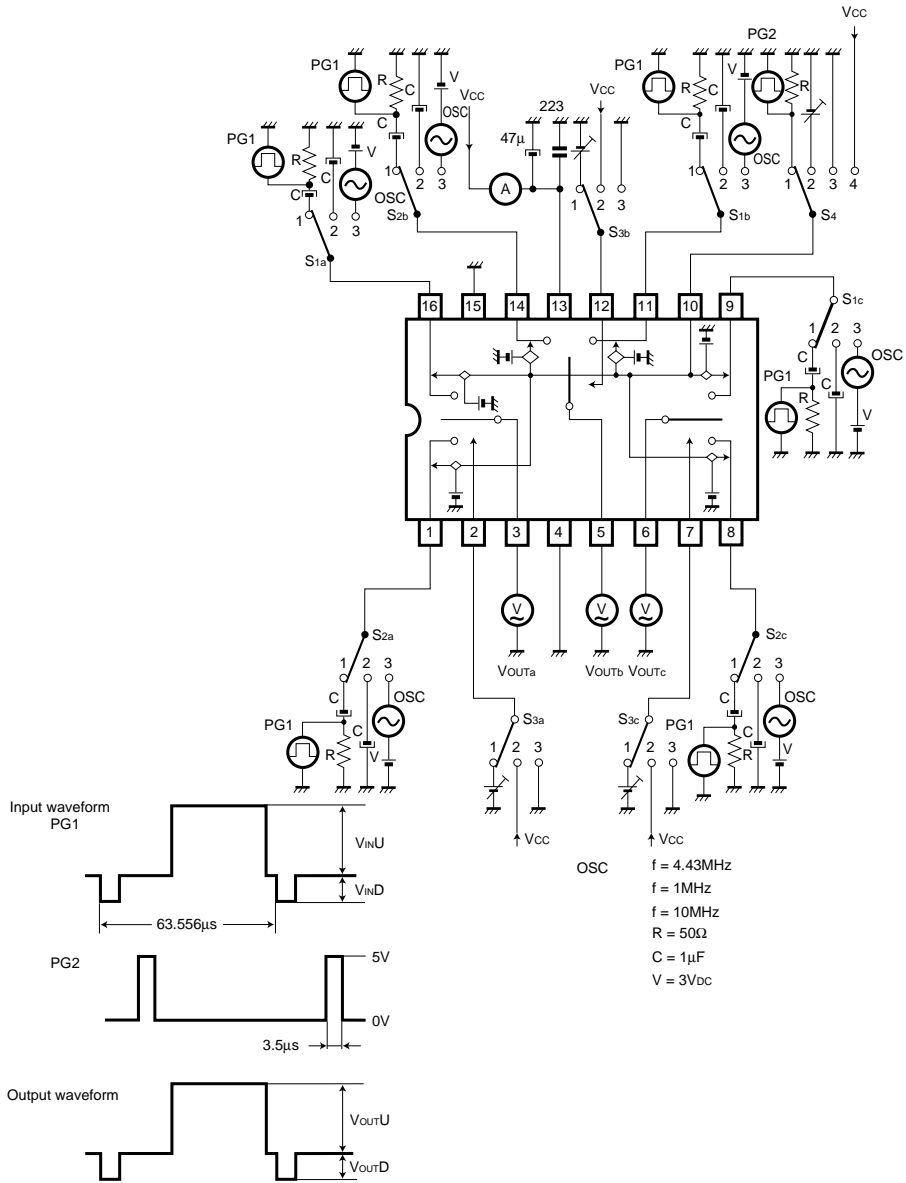 VCC
PG2
PG1 R C V
VCC OSC
223
47µ
A
1 2 3
S2b
PG1 R C V OSC
1 2 3
S1a
VCC
1 2 3
S3b
PG1 R C C V OSC
1 2 3
S1b
R
1 2 3 4
S4
16 15 14 13 12 11 10 9
S1c
1 2 3
OSC
C
PG1 C
R V
1 2 3 4 5 6 7 8
V V V
VOUTa VOUTb VOUTc
S2a
1 2 3
C OSC
PG1 R C V
S3a
1 2 3
VCC
S3c
1 2 3
VCC
S2c
1 2 3
PG1 C OSC
C
R V
Input waveform
PG1
VINU
VIND
63.556µs
PG2
5V
0V
3.5µs
Output waveform
VOUTU
VOUTD
OSC f = 4.43MHz
f = 1MHz
f = 10MHz
R = 50Ω
C = 1µF
V = 3VDC